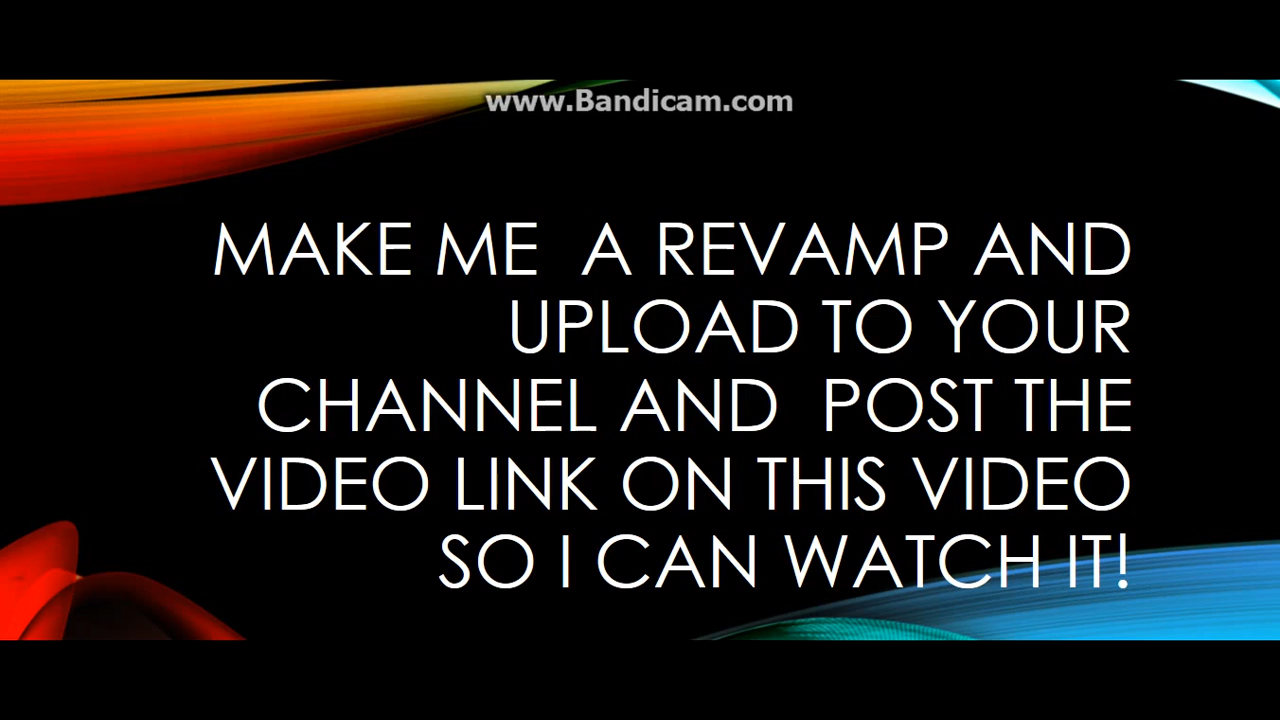 www.Bandicam.com
MAKE ME A REVAMP AND
UPLOAD TO YOUR
CHANNEL AND POST THE
VIDEO LINK ON THIS VIDEO
SO I CAN WATCH IT!